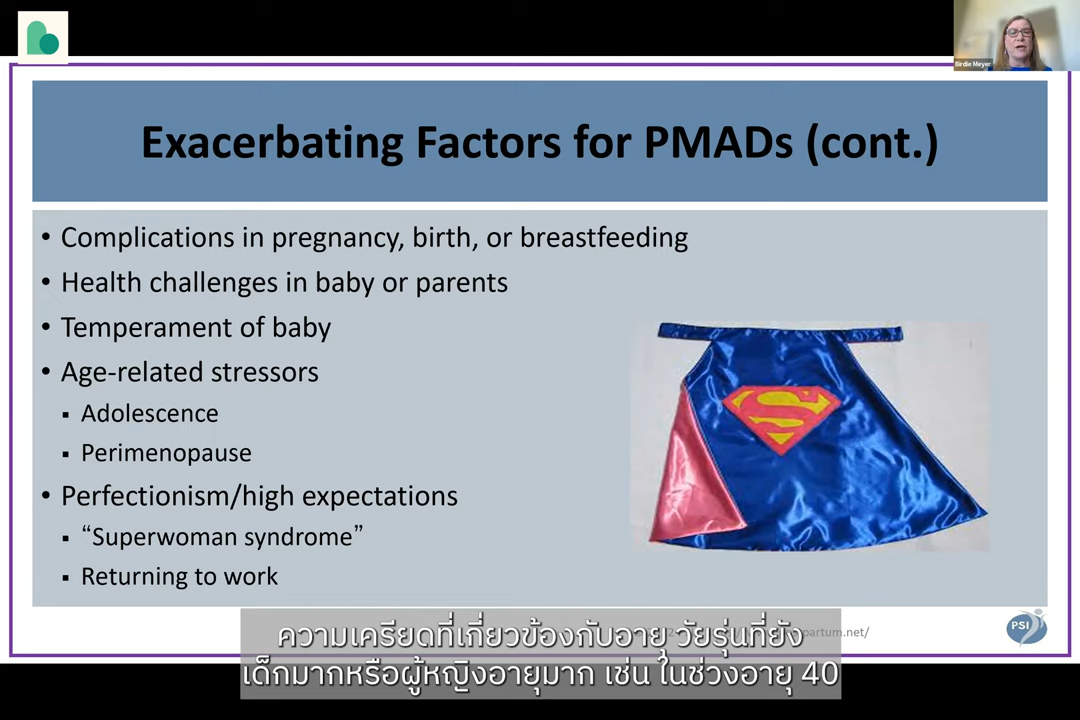 Birdie Meyer
Exacerbating Factors for PMADs (cont.)
• Complications in pregnancy, birth, or breastfeeding
• Health challenges in baby or parents
• Temperament of baby
• Age-related stressors
▪ Adolescence
▪ Perimenopause
• Perfectionism/high expectations
▪ “Superwoman syndrome”
▪ Returning to work
S
PSI
ความเครียดที่เกี่ยวข้องกับอายุ วัยรุ่นที่ยัง
เด็กมากหรือผู้หญิงอายุมาก เช่น ในช่วงอายุ 40